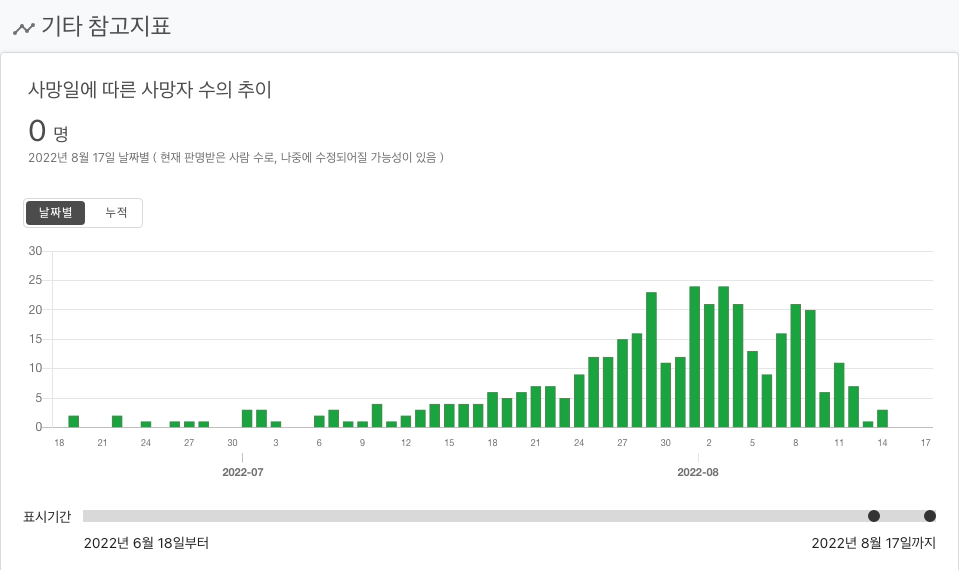 기타 참고지표
사망일에 따른 사망자 수의 추이
0 명
2022년 8월 17일 날짜별 ( 현재 판명받은 사람 수로, 나중에 수정되어질 가능성이 있음 )
날짜별 누적
30
25
20
15
10
5
0
18 21 24 27 30 3 6 9 12 15 18 21 24 27 30 2 5 8 11 14 17
2022-07 2022-08
표시기간
2022년 6월 18일부터 2022년 8월 17일까지